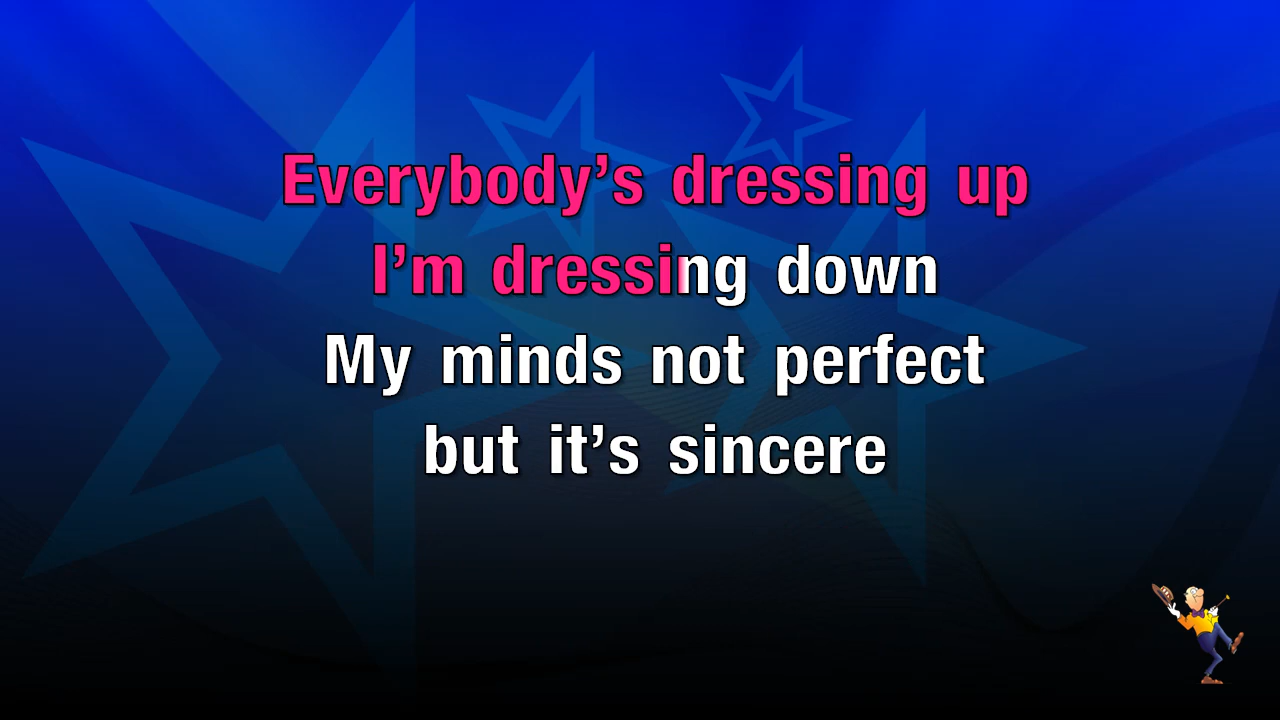 Everybody’s dressing up
I’m dressing down
My minds not perfect
but it’s sincere